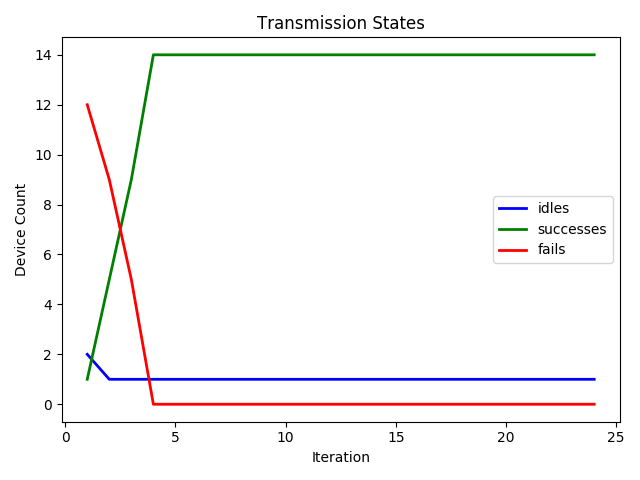 Transmission States
Device Count
14
12
10
8
6
4
2
0
idles
successes
fails
0 5 10 15 20 25
Iteration